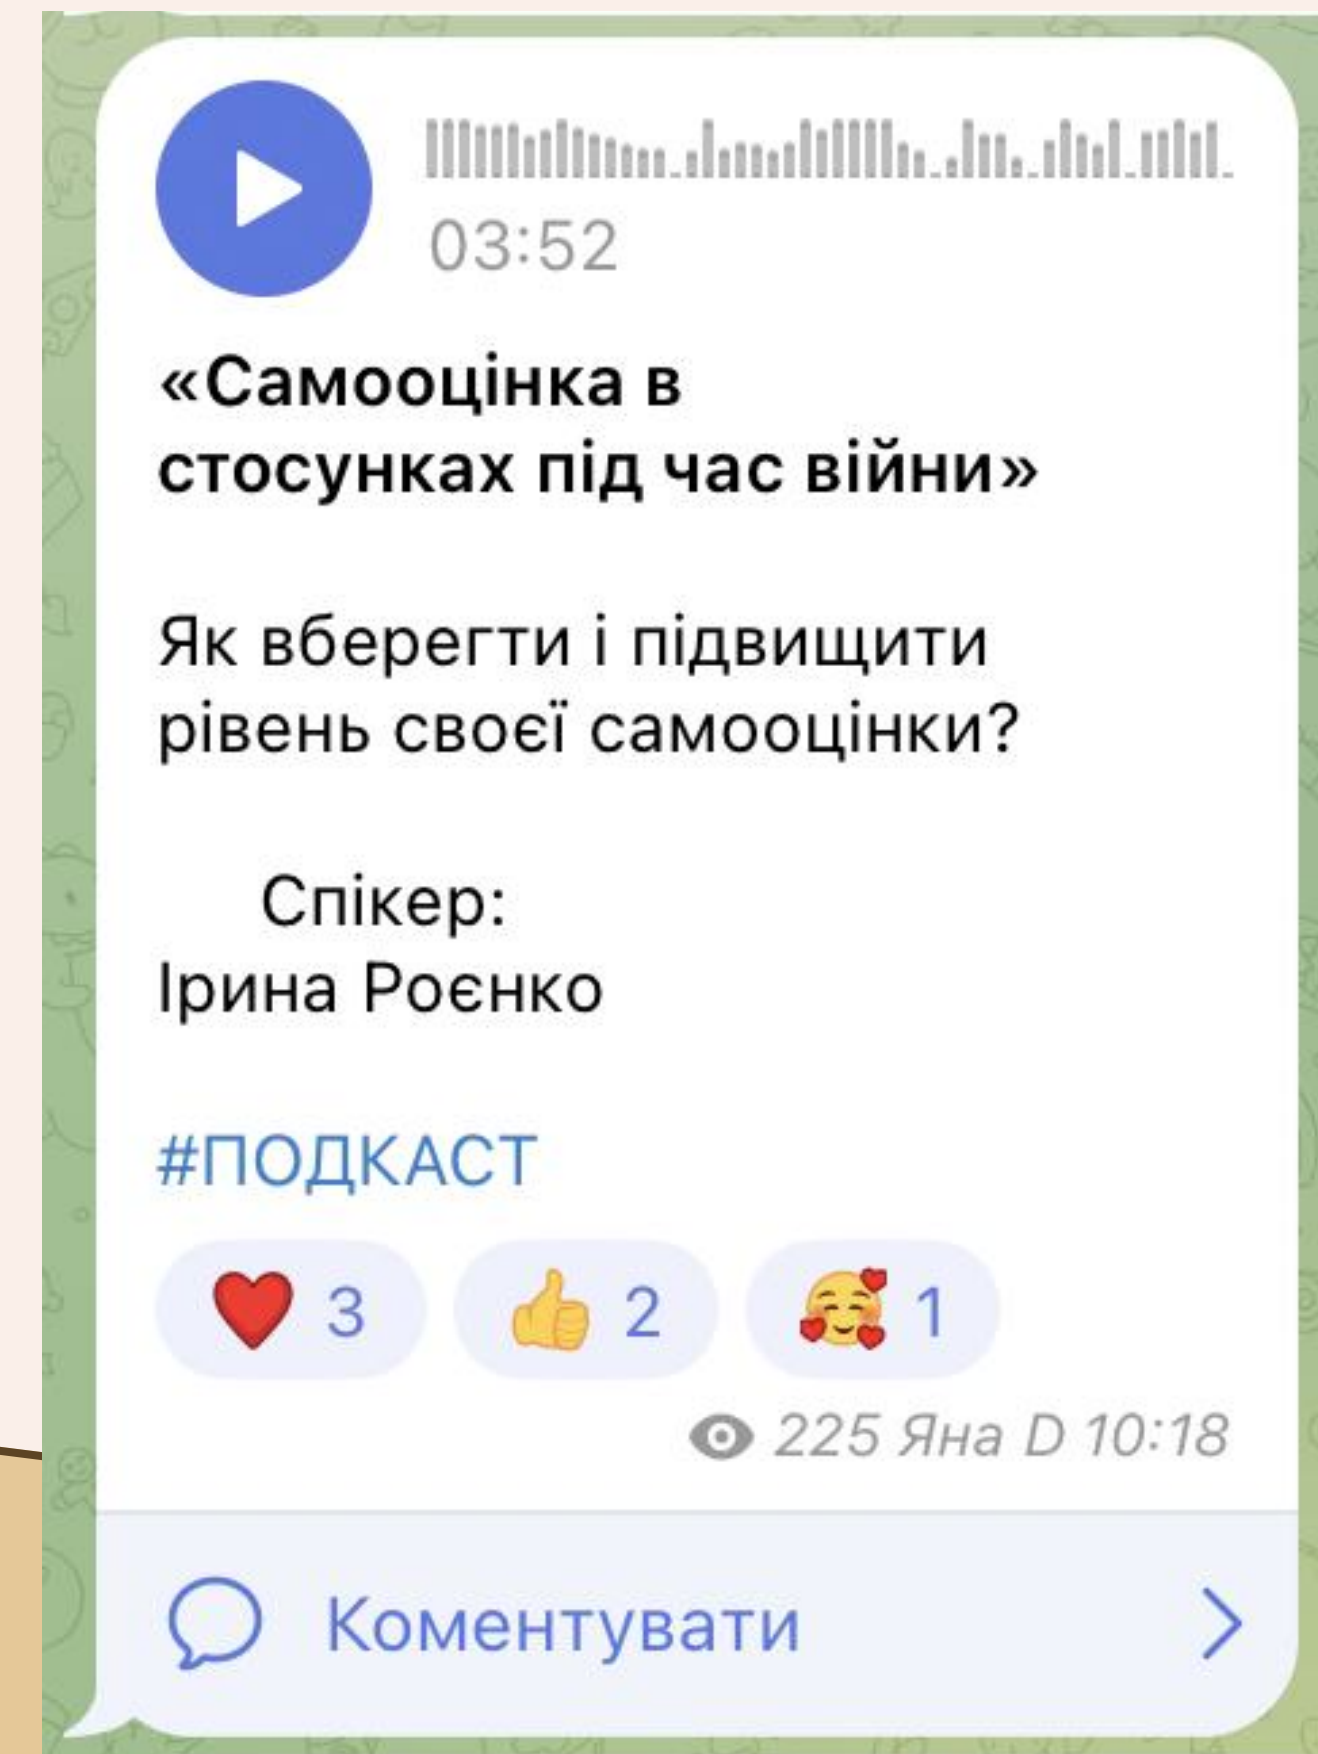 03:52
«Самооцінка в
стосунках під час війни»
Як вберегти і підвищити
рівень своєї самооцінки?
Спікер:
Ірина Роєнко
#ПОДКАСТ
❤️ 3 👍 2 🥰 1
225 Яна D 10:18
Коментувати